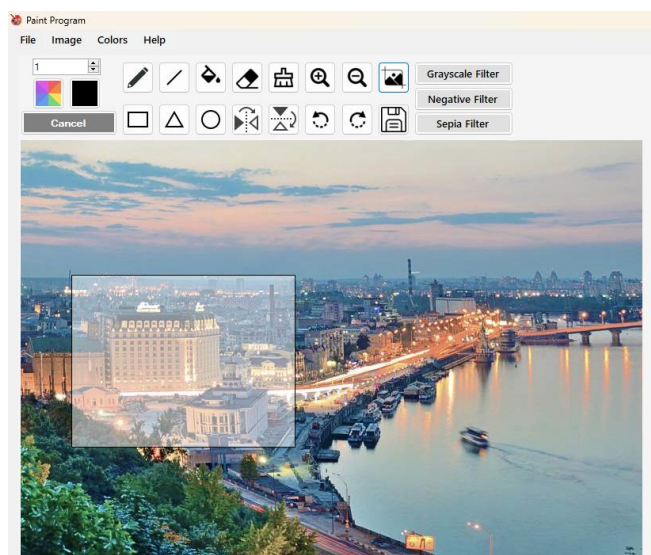 Paint Program
File Image Colors Help
1
Grayscale Filter
Negative Filter
Cancel
Sepia Filter